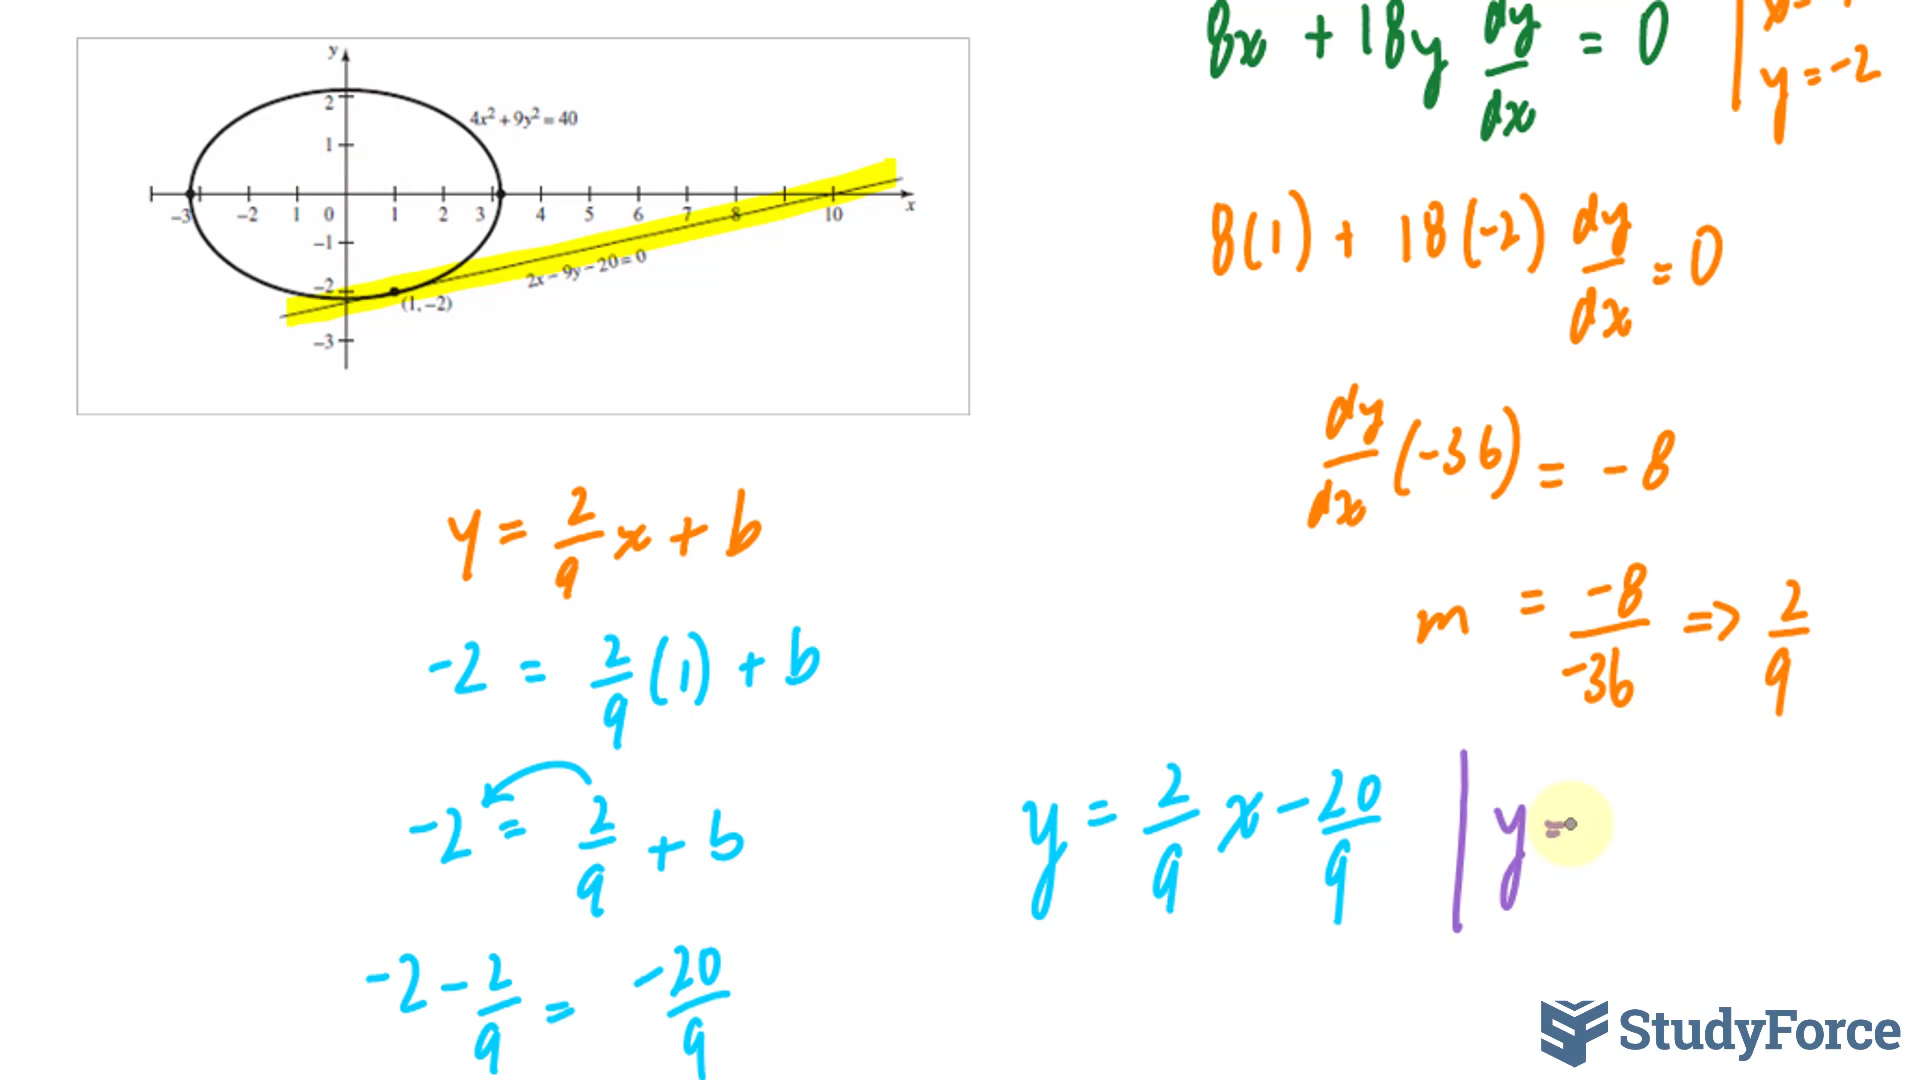 y
2
1
4x² + 9y² = 40
-3 -2 1 0 1 2 3 4 5 6 7 8 10 x
-1
-2
-3
(1, -2)
2x - 9y - 20 = 0
8x + 18y dy/dx = 0
y = -2
8(1) + 18(-2) dy/dx = 0
dy/dx (-36) = -8
m = -8/-36 => 2/9
y = 2/9 x + b
-2 = 2/9 (1) + b
-2 = 2/9 + b
-2 - 2/9 = -20/9
y = 2/9 x - 20/9 | y =
StudyForce